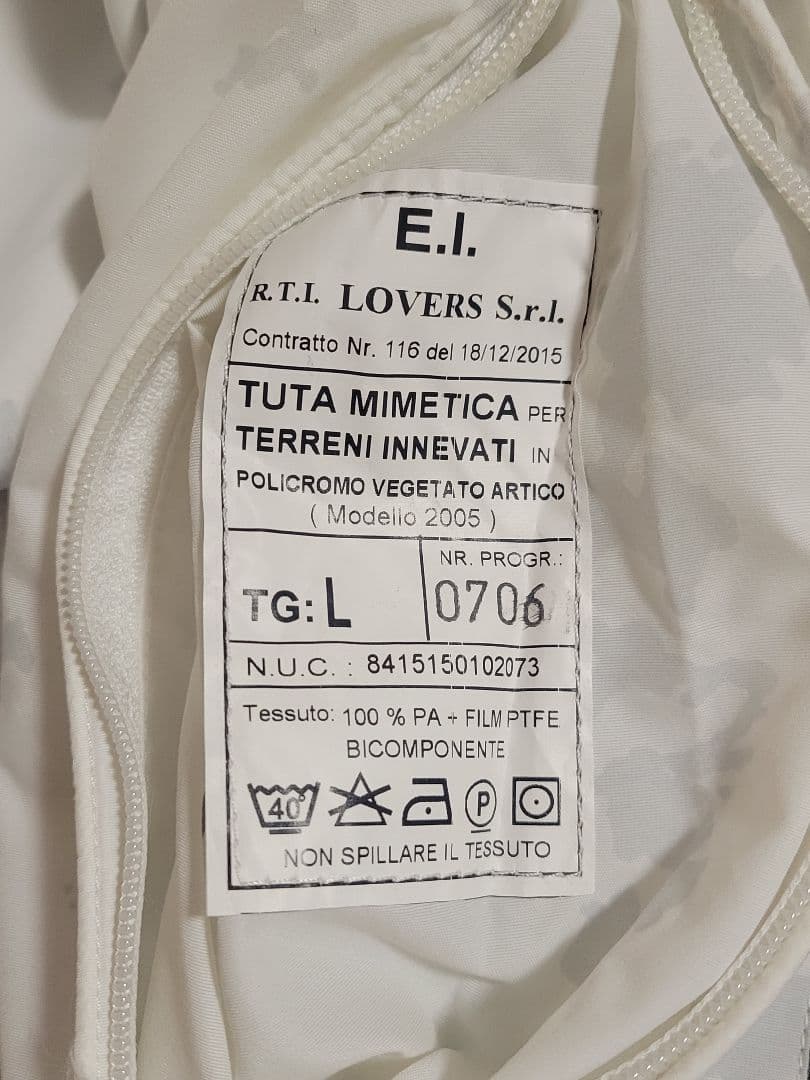 E.I.
R.T.I. LOVERS S.r.l.
Contratto Nr. 116 del 18/12/2015
TUTA MIMETICA PER
TERRENI INNEVATI IN
POLICROMO VEGETATO ARTICO
( Modello 2005 )
TG: L
NR. PROGR.:
0706
N.U.C. : 8415150102073
Tessuto: 100 % PA + FILM PTFE
BICOMPONENTE
40° P
NON SPILLARE IL TESSUTO